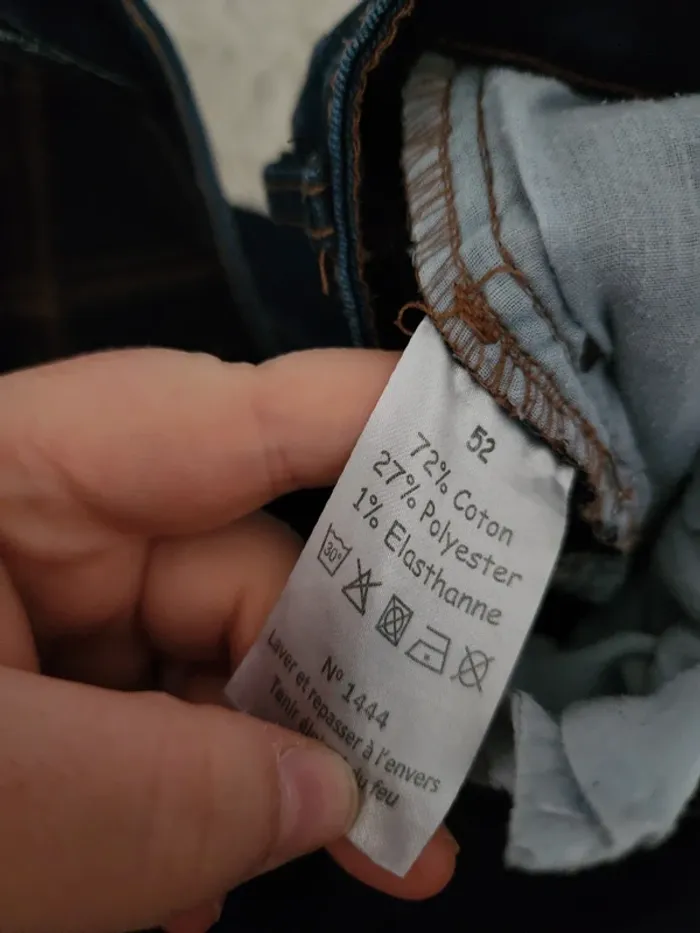 52
72% Coton
27% Polyester
1% Elasthanne
30°
N° 1444
Laver et repasser à l'envers
Tenir du feu